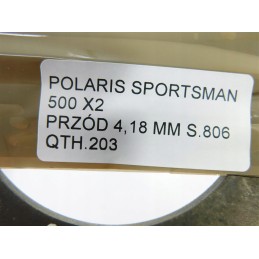 POLARIS SPORTSMAN
500 X2
PRZÓD 4,18 MM S.806
QTH.203